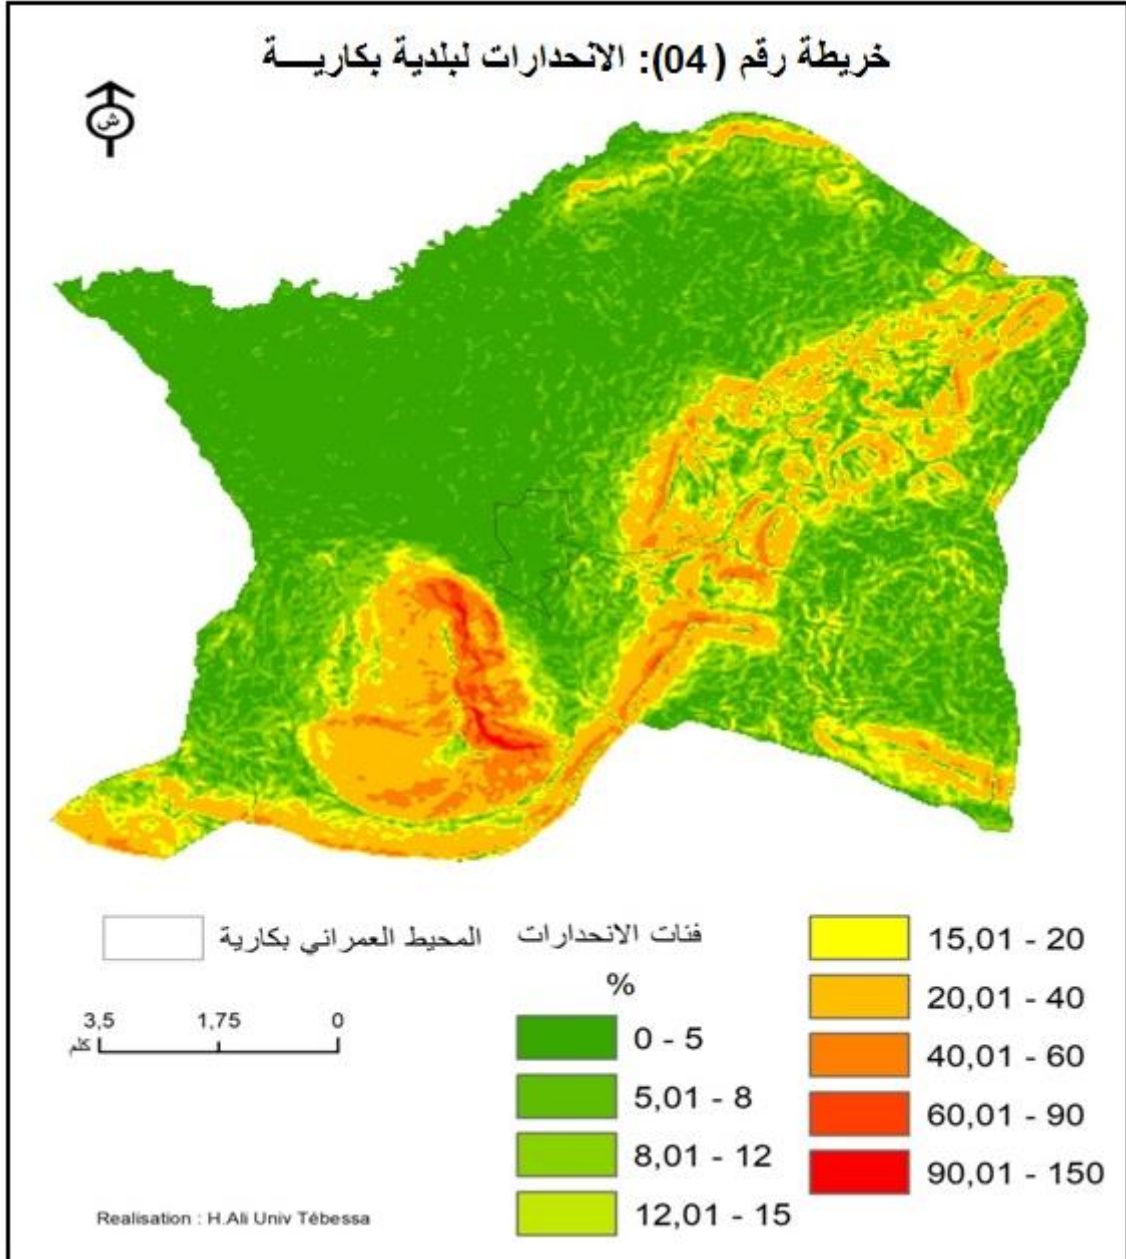 خريطة رقم (04): الانحدارات لبلدية بكاريـــة
ش
المحيط العمراني بكارية
3,5 1,75 0
كلم
فئات الانحدارات
%
0 - 5
5,01 - 8
8,01 - 12
12,01 - 15
15,01 - 20
20,01 - 40
40,01 - 60
60,01 - 90
90,01 - 150
Realisation : H.Ali Univ Tébessa